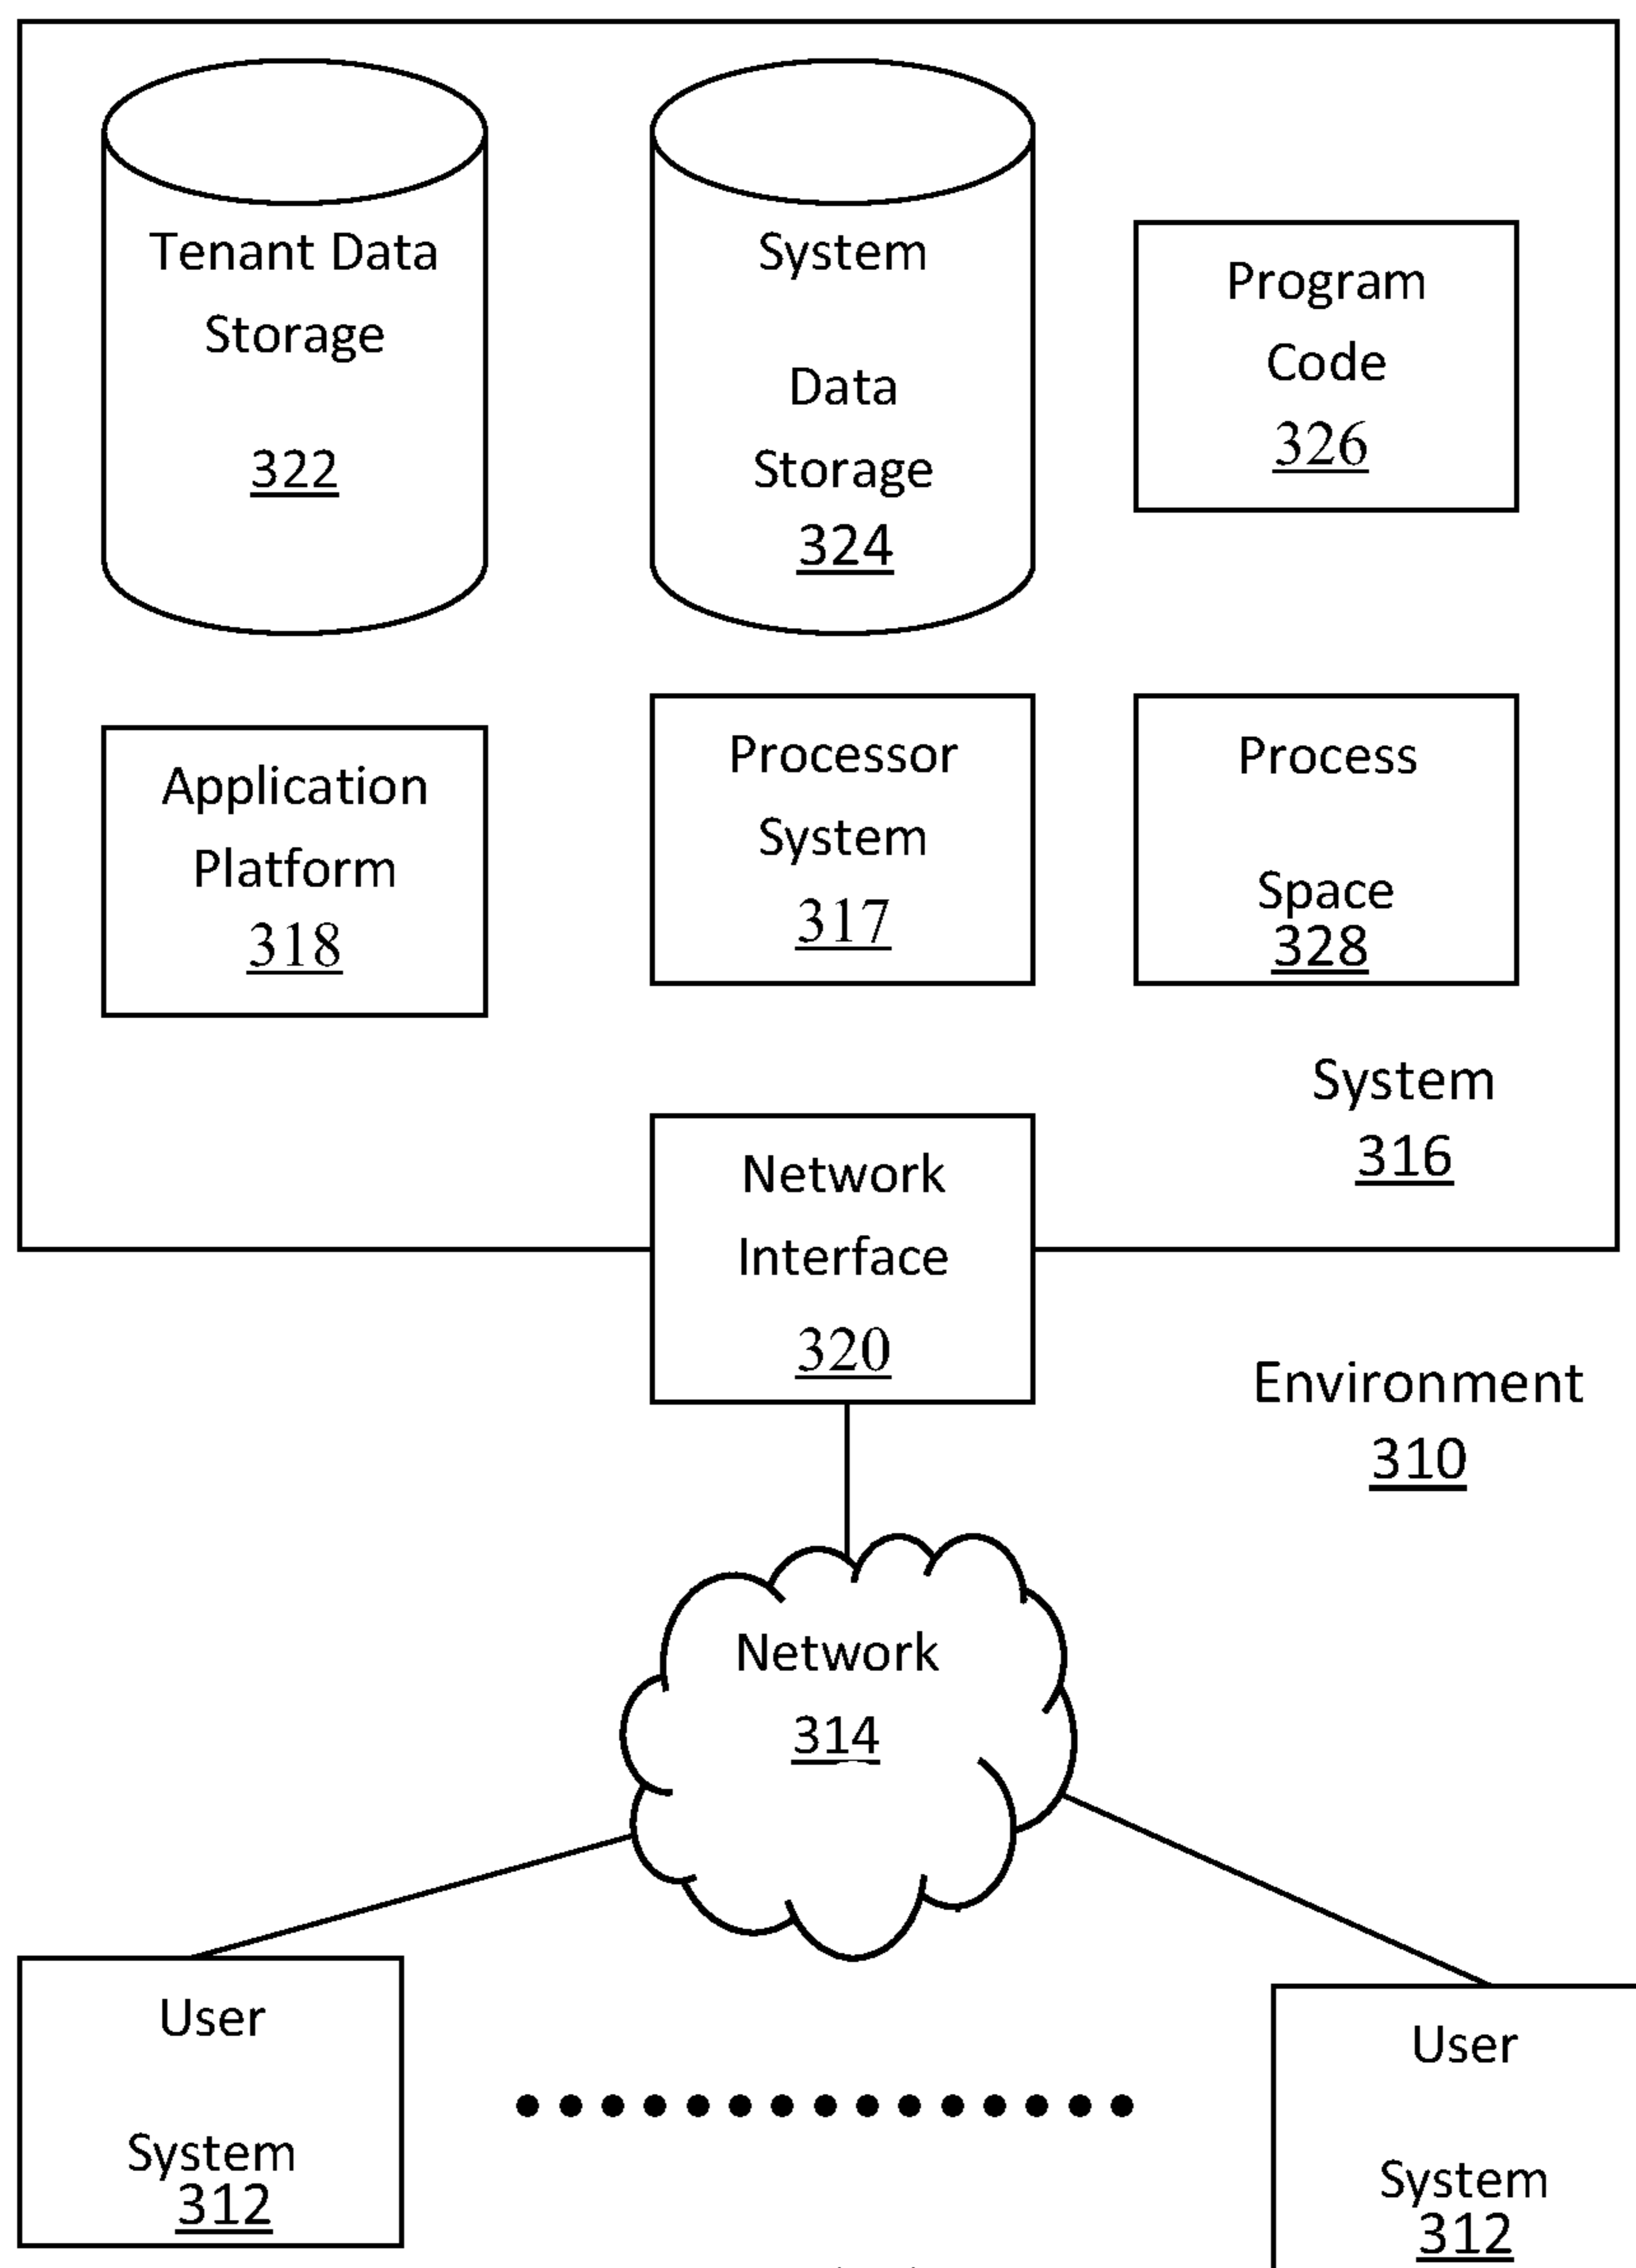 Tenant Data
Storage
322
System
Data
Storage
324
Program
Code
326
Application
Platform
318
Processor
System
317
Process
Space
328
System
316
Network
Interface
320
Environment
310
Network
314
User
System
312
User
System
312